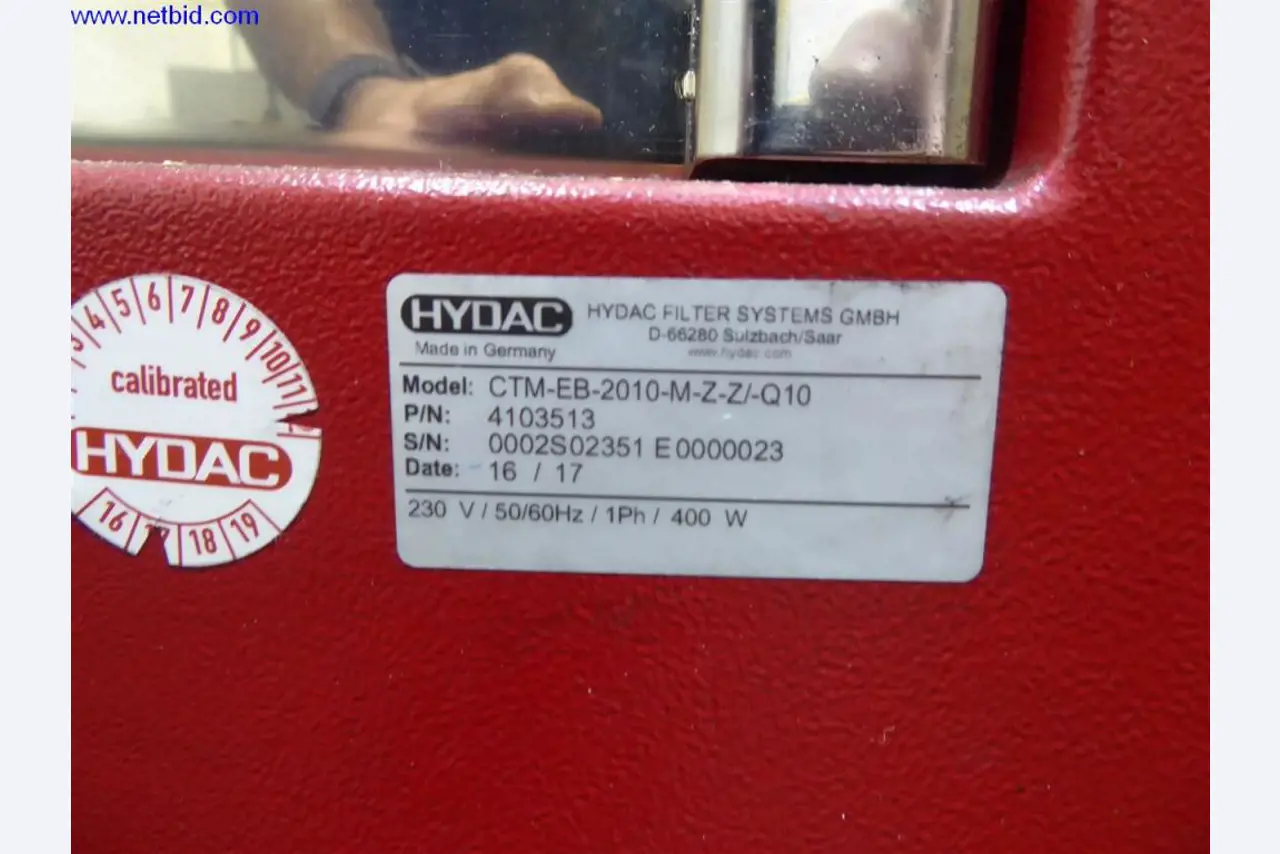 www.netbid.com
HYDAC HYDAC FILTER SYSTEMS GMBH
D-66280 Sulzbach/Saar
Made in Germany www.hydac.com
Model: CTM-EB-2010-M-Z-Z/-Q10
P/N: 4103513
S/N: 0002S02351 E0000023
Date: 16 / 17
230 V / 50/60Hz / 1Ph / 400 W
4 5 6 7 8 9 10 11
calibrated
HYDAC
16 18 19